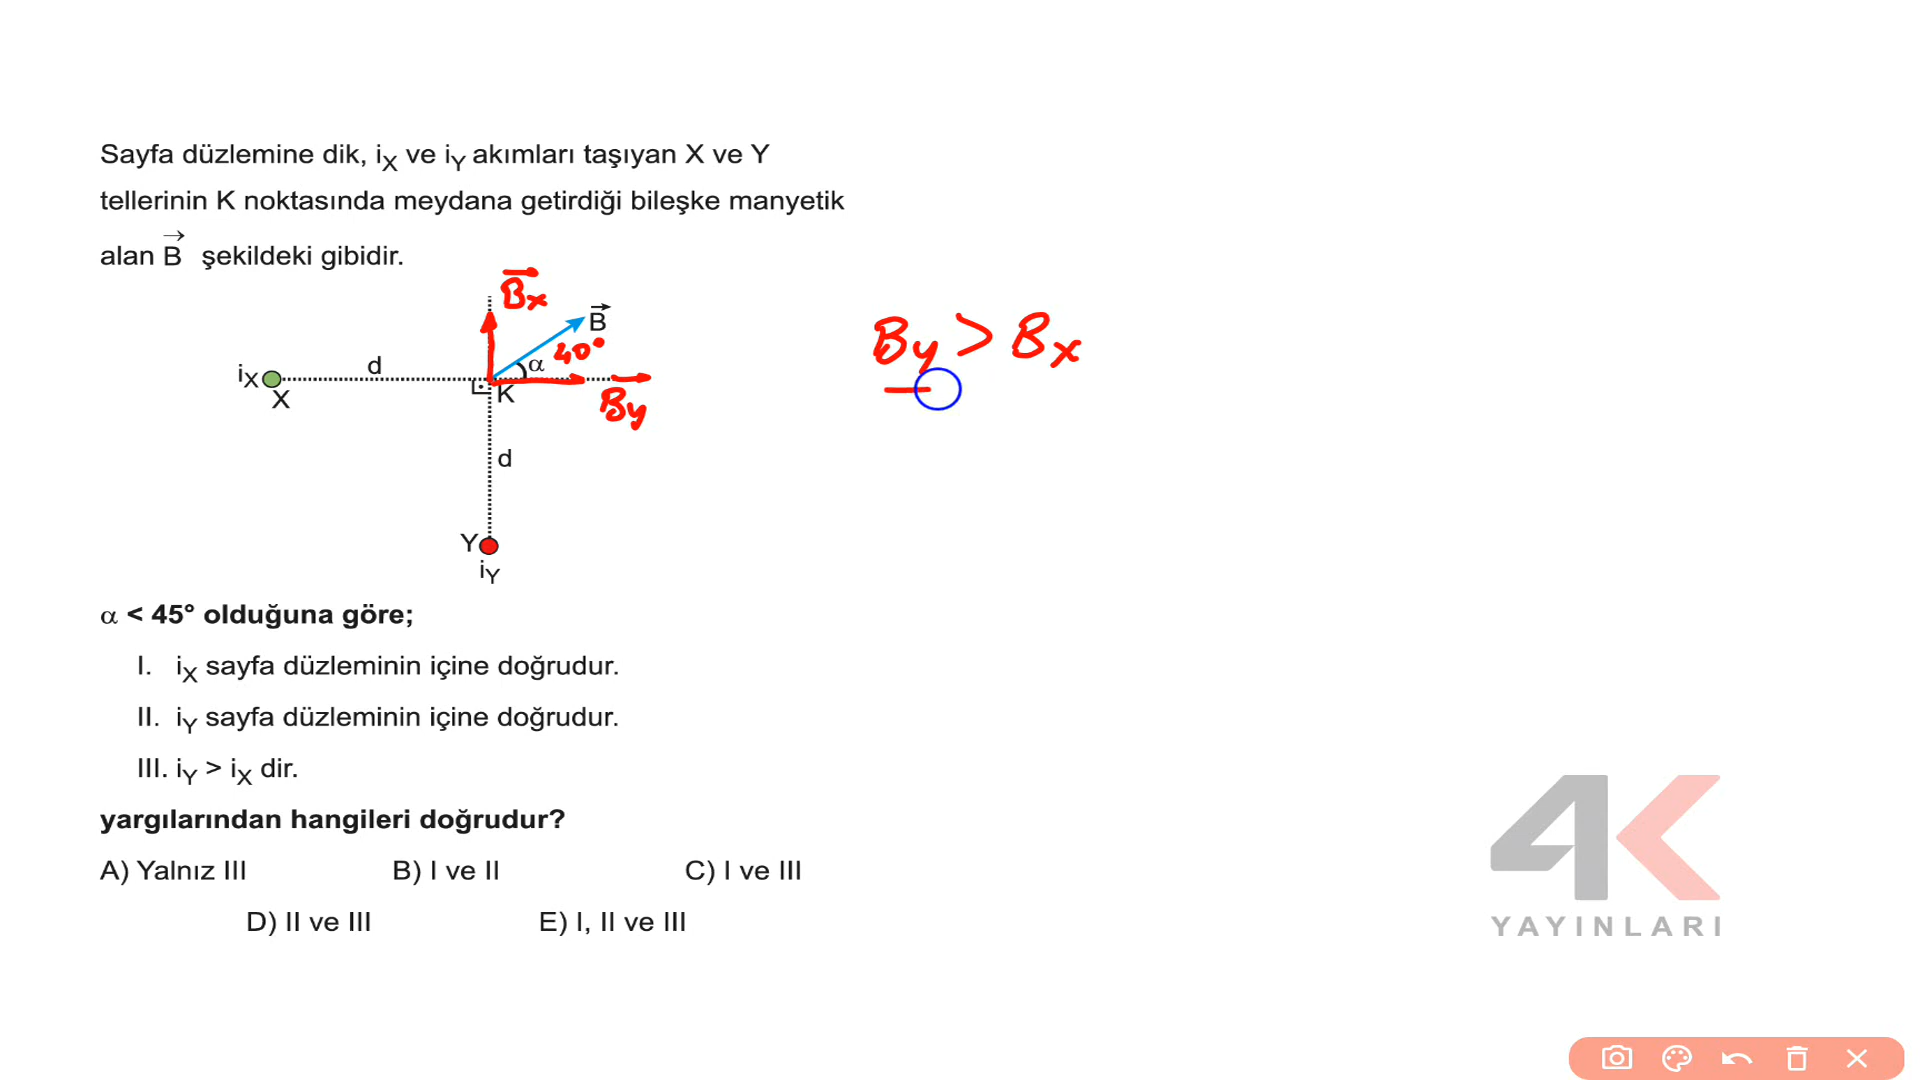 Sayfa düzlemine dik, iX ve iY akımları taşıyan X ve Y
tellerinin K noktasında meydana getirdiği bileşke manyetik
alan B şekildeki gibidir.
Bx
B
40°
α
By > Bx
iX
d
X
K
By
d
Y
iY
α < 45° olduğuna göre;
I. iX sayfa düzleminin içine doğrudur.
II. iY sayfa düzleminin içine doğrudur.
III. iY > iX dir.
yargılarından hangileri doğrudur?
A) Yalnız III B) I ve II C) I ve III
D) II ve III E) I, II ve III
4K
YAYINLARI